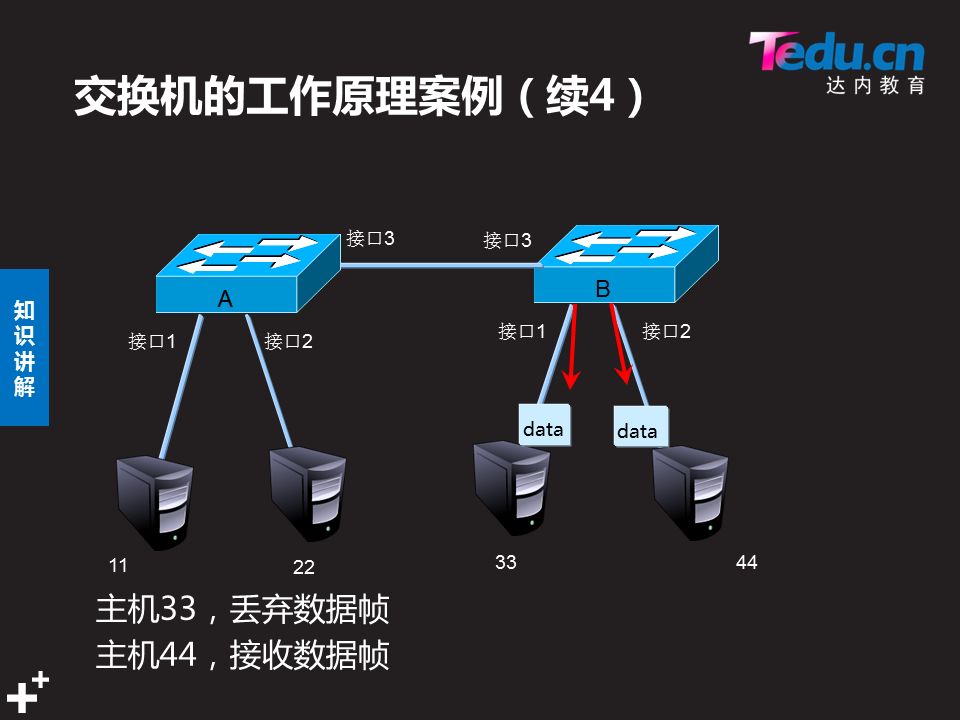 Tedu.cn
达内教育
交换机的工作原理案例（续4）
知识讲解
接口3
接口3
A
B
接口1
接口2
接口1
接口2
data
data
11
22
33
44
主机33，丢弃数据帧
主机44，接收数据帧